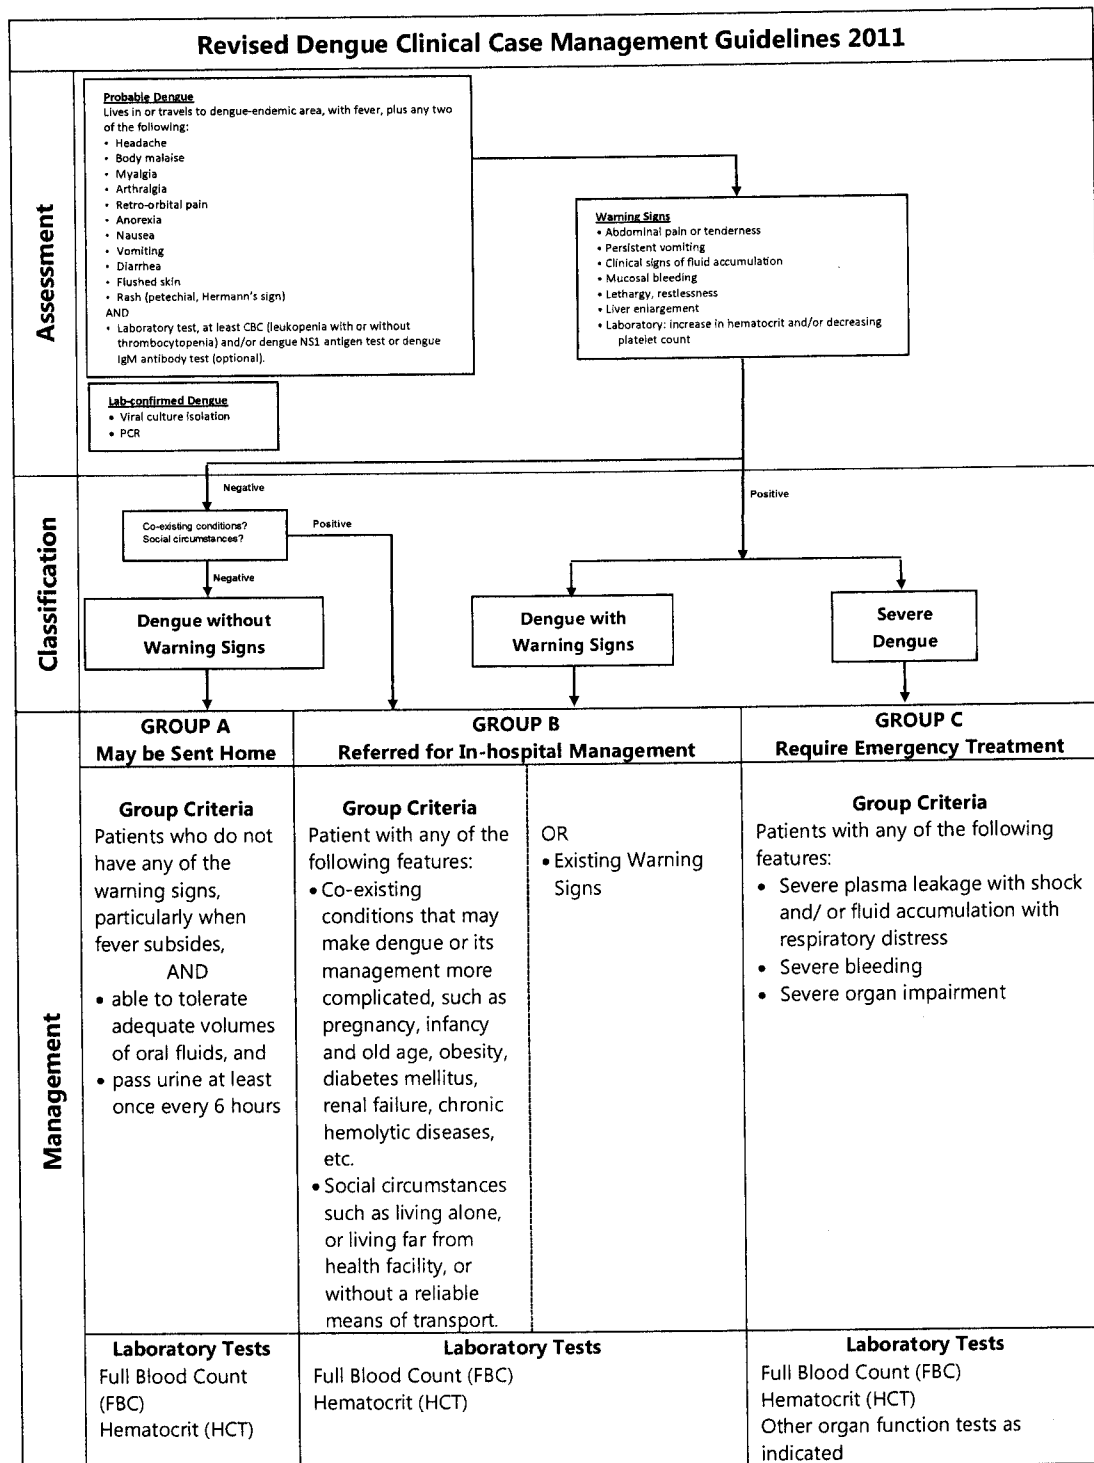 Revised Dengue Clinical Case Management Guidelines 2011
Assessment
Probable Dengue
Lives in or travels to dengue-endemic area, with fever, plus any two
of the following:
• Headache
• Body malaise
• Myalgia
• Arthralgia
• Retro-orbital pain
• Anorexia
• Nausea
• Vomiting
• Diarrhea
• Flushed skin
• Rash (petechial, Hermann's sign)
AND
• Laboratory test, at least CBC (leukopenia with or without
thrombocytopenia) and/or dengue NS1 antigen test or dengue
IgM antibody test (optional).
Lab-confirmed Dengue
• Viral culture isolation
• PCR
Warning Signs
• Abdominal pain or tenderness
• Persistent vomiting
• Clinical signs of fluid accumulation
• Mucosal bleeding
• Lethargy, restlessness
• Liver enlargement
• Laboratory: increase in hematocrit and/or decreasing
platelet count
Classification
Negative
Positive
Co-existing conditions?
Social circumstances?
Positive
Negative
Dengue without
Warning Signs
Dengue with
Warning Signs
Severe
Dengue
Management
GROUP A
May be Sent Home
GROUP B
Referred for In-hospital Management
GROUP C
Require Emergency Treatment
Group Criteria
Patients who do not
have any of the
warning signs,
particularly when
fever subsides,
AND
• able to tolerate
adequate volumes
of oral fluids, and
• pass urine at least
once every 6 hours
Group Criteria
Patient with any of the
following features:
• Co-existing
conditions that may
make dengue or its
management more
complicated, such as
pregnancy, infancy
and old age, obesity,
diabetes mellitus,
renal failure, chronic
hemolytic diseases,
etc.
• Social circumstances
such as living alone,
or living far from
health facility, or
without a reliable
means of transport.
OR
• Existing Warning
Signs
Group Criteria
Patients with any of the following
features:
• Severe plasma leakage with shock
and/ or fluid accumulation with
respiratory distress
• Severe bleeding
• Severe organ impairment
Laboratory Tests
Full Blood Count
(FBC)
Hematocrit (HCT)
Laboratory Tests
Full Blood Count (FBC)
Hematocrit (HCT)
Laboratory Tests
Full Blood Count (FBC)
Hematocrit (HCT)
Other organ function tests as
indicated